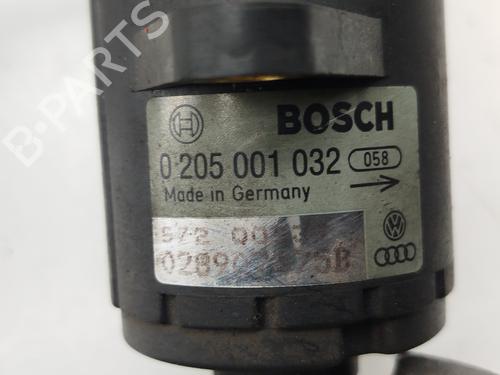 BOSCH
0 205 001 032 058
Made in Germany
B-PARTS